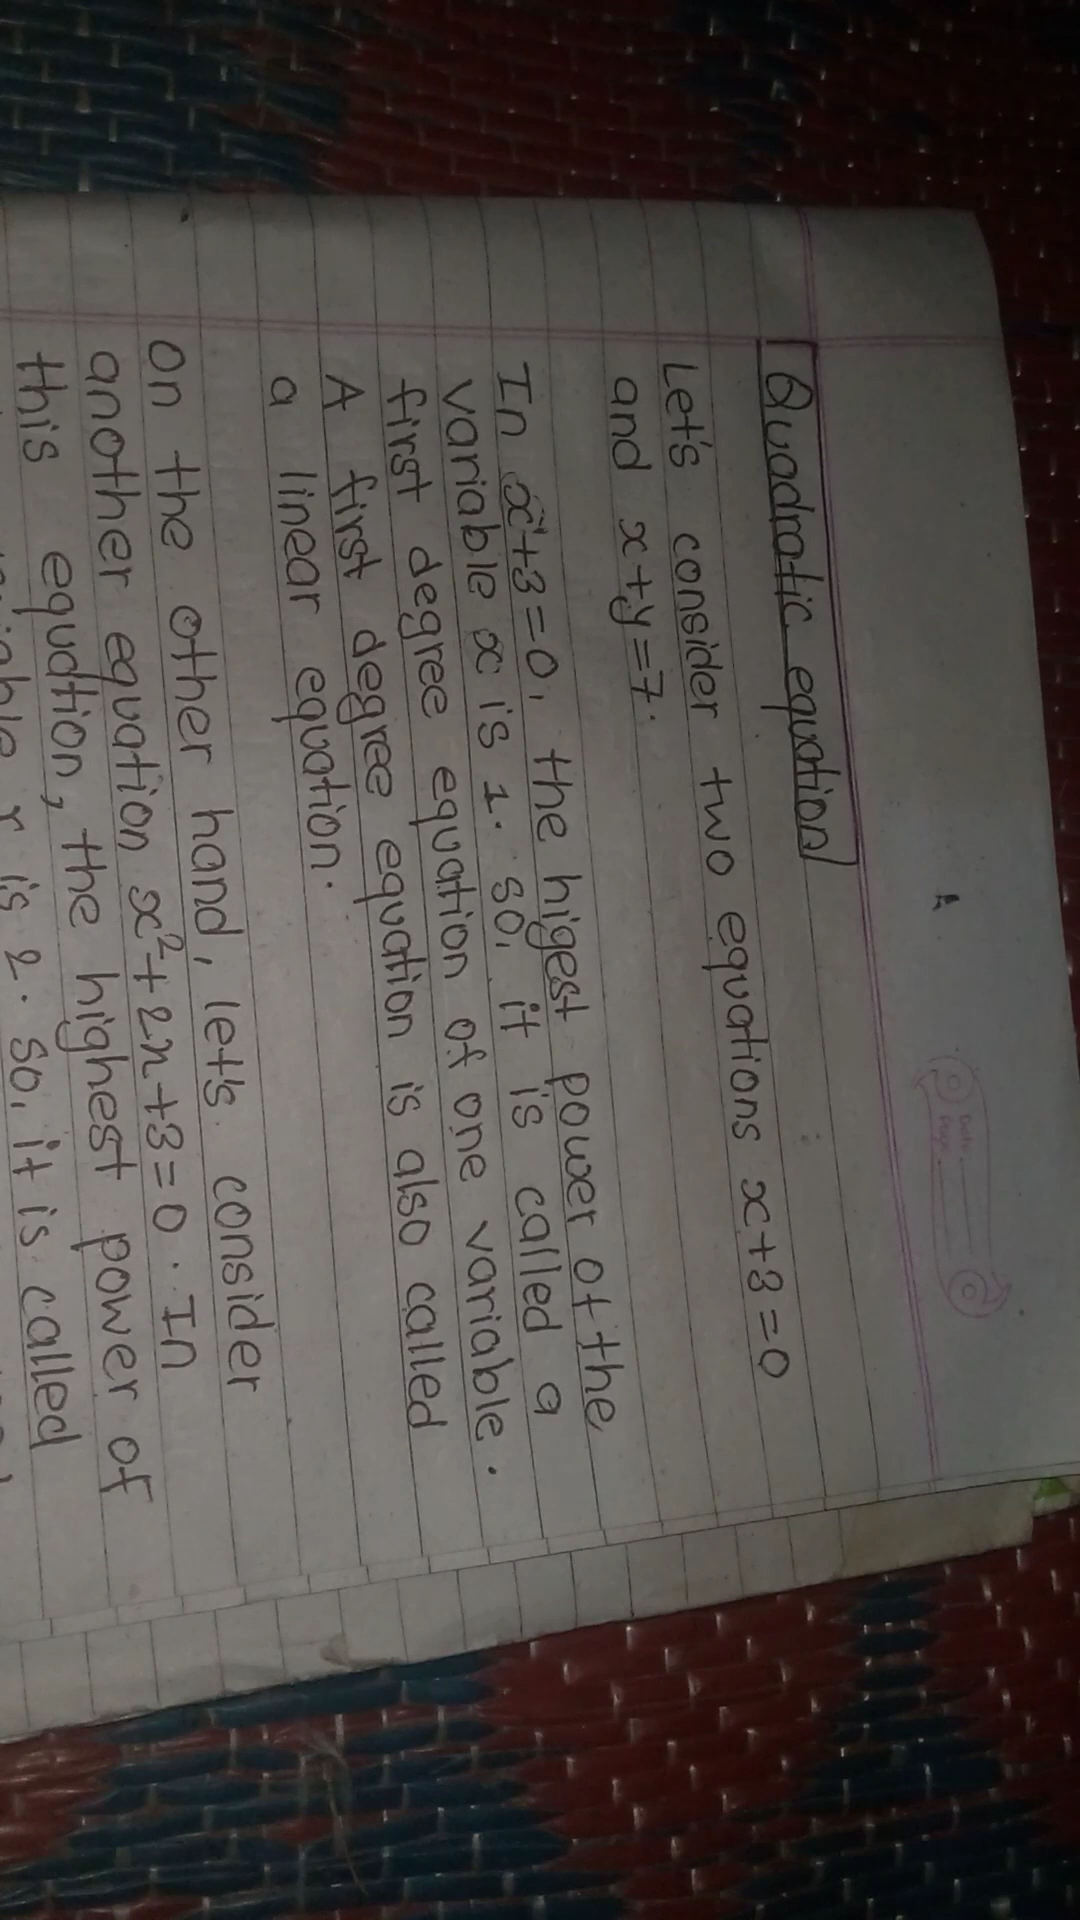 Date
Page
Quadratic equation
Let's consider two equations x+3=0
and x+y=7.
In x+3=0, the higest power of the
variable x is 1. so, it is called a
first degree equation of one variable.
A first degree equation is also called
a linear equation.
on the other hand, let's consider
another equation x²+2x+3=0. In
this equation, the highest power of
x is 2. So, it is called